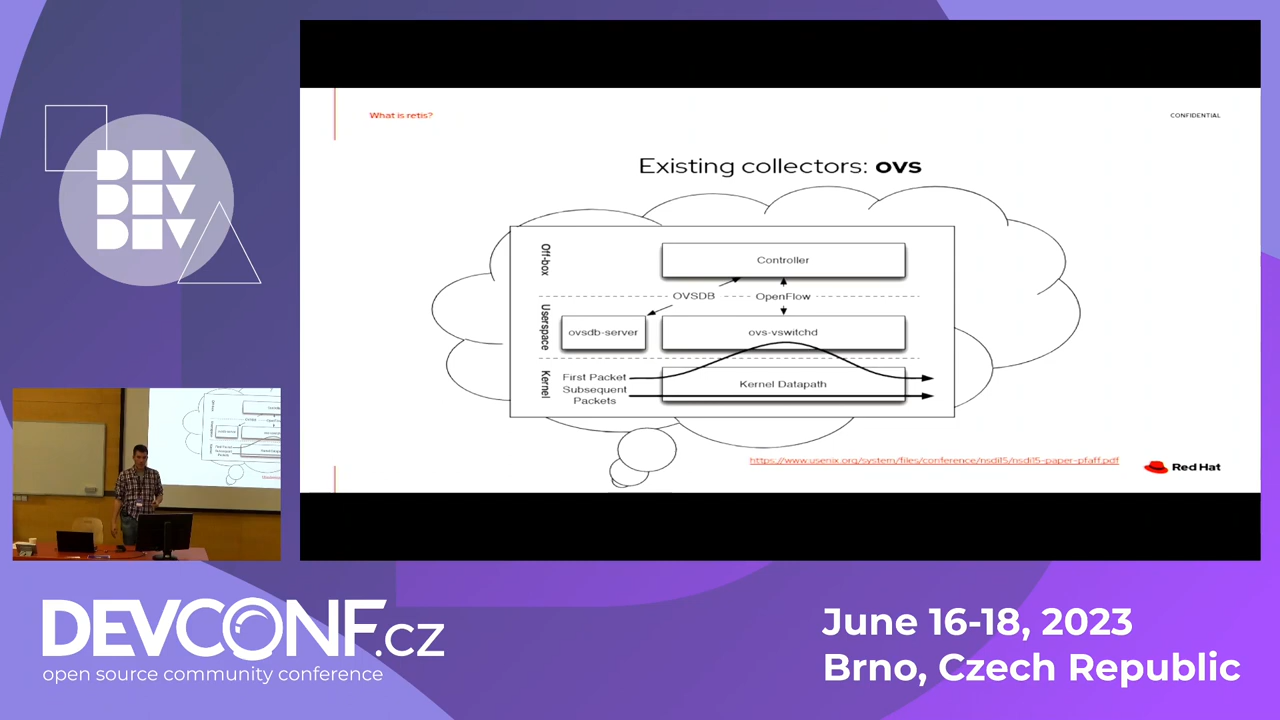 DEV
DEV
DEV
What is retis?
CONFIDENTIAL
Existing collectors: ovs
Off-box
Controller
OVSDB
OpenFlow
Userspace
ovsdb-server
ovs-vswitchd
Kernel
First Packet
Subsequent
Packets
Kernel Datapath
https://www.usenix.org/system/files/conference/nsdi15/nsdi15-paper-pfaff.pdf
Red Hat
DEVCONF.cz
open source community conference
June 16-18, 2023
Brno, Czech Republic